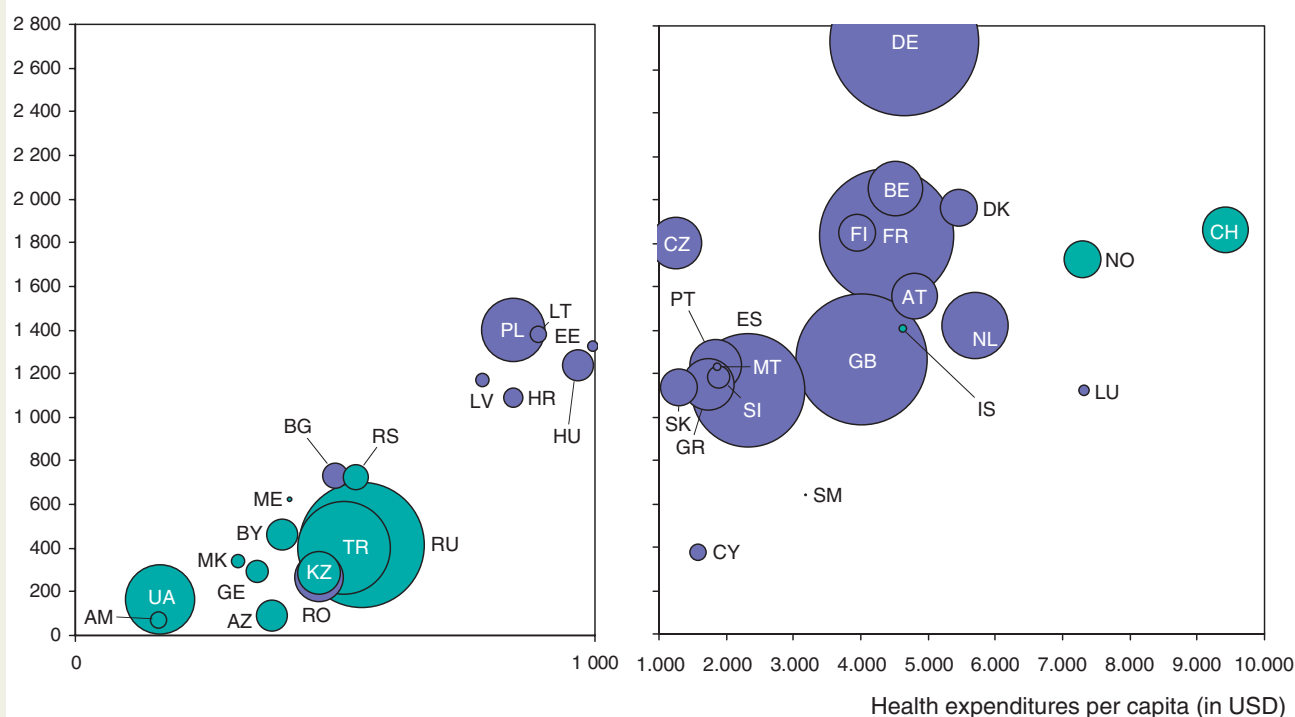 2 800
2 600
2 400
2 200
2 000
1 800
1 600
1 400
1 200
1 000
800
600
400
200
0
0
1 000
PL
LT
EE
LV
HR
HU
BG
RS
ME
BY
TR
RU
MK
GE
KZ
UA
AM
AZ
RO
DE
BE
DK
FI
FR
CZ
CH
NO
PT
ES
AT
NL
MT
GB
SI
IS
LU
SK
GR
SM
CY
1.000
2.000
3.000
4.000
5.000
6.000
7.000
8.000
9.000
10.000
Health expenditures per capita (in USD)